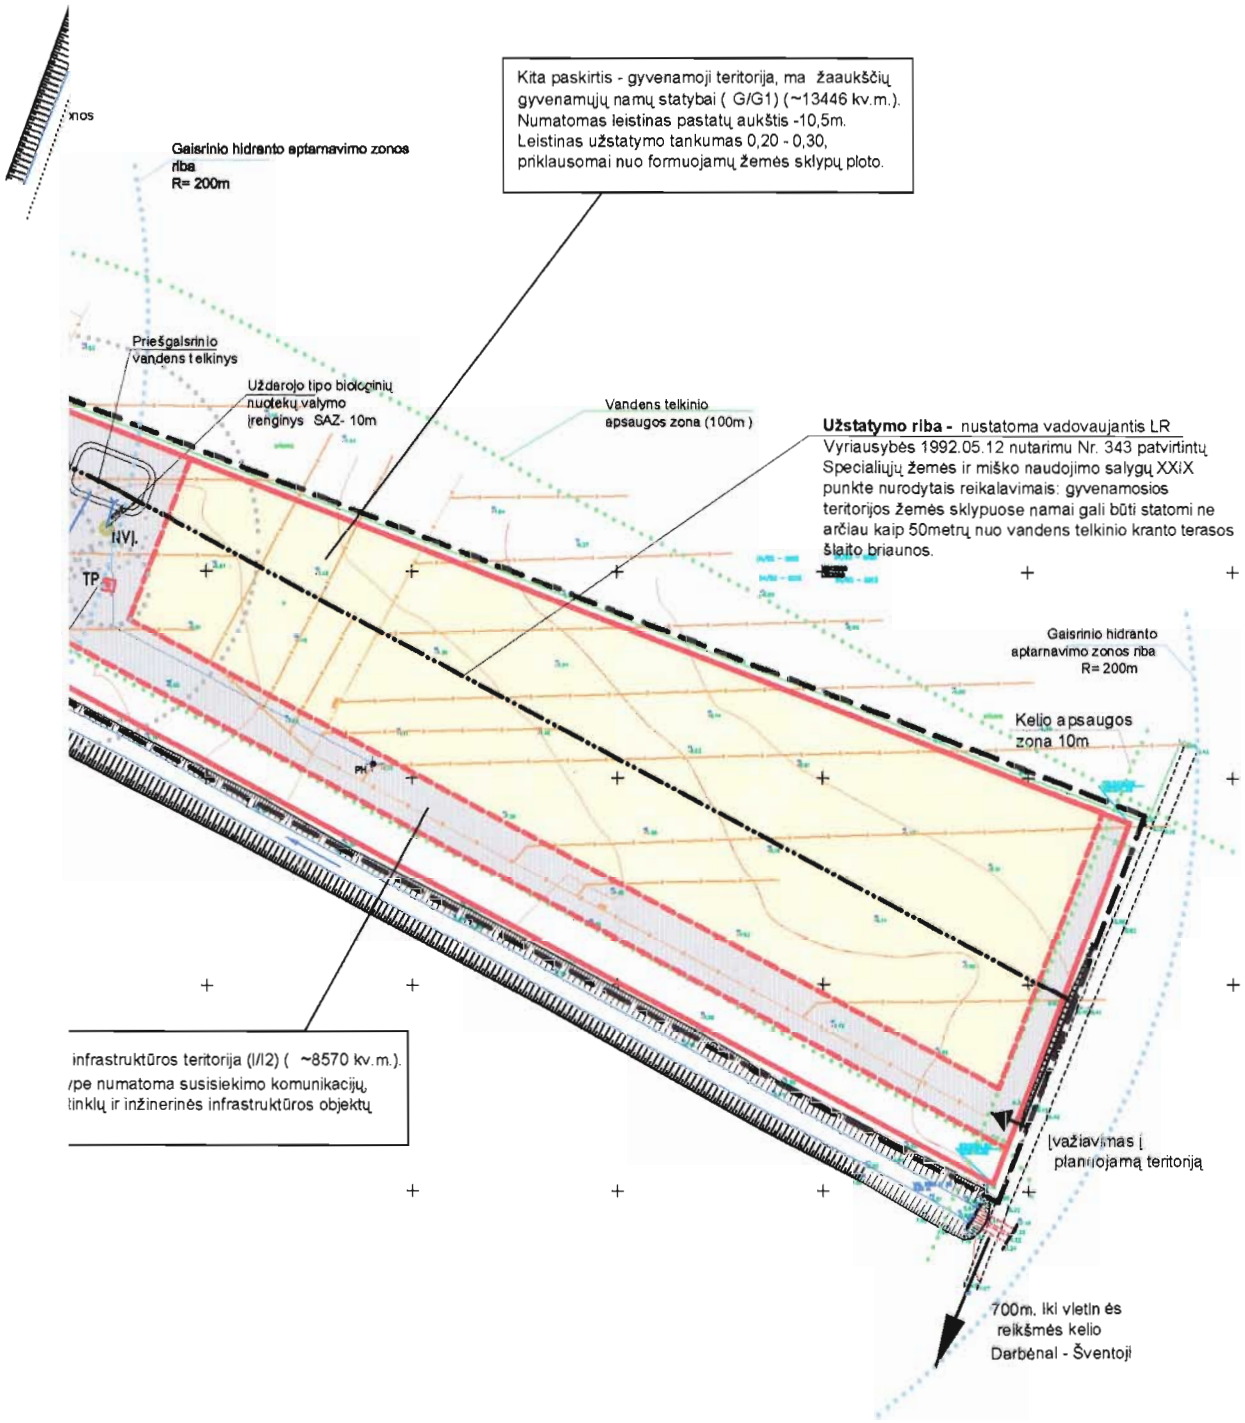 Kita paskirtis - gyvenamoji teritorija, ma žaaukščių
gyvenamųjų namų statybai ( G/G1) (~13446 kv.m.).
Numatomas leistinas pastatų aukštis -10,5m.
Leistinas užstatymo tankumas 0,20 - 0,30,
priklausomai nuo formuojamų žemės sklypų ploto.
nos
Gaisrinio hidranto aptarnavimo zonos
riba
R= 200m
Priešgaisrinio
vandens telkinys
Uždarojo tipo biologinių
nuotekų valymo
įrenginys SAZ- 10m
Vandens telkinio
apsaugos zona (100m )
Užstatymo riba - nustatoma vadovaujantis LR
Vyriausybės 1992.05.12 nutarimu Nr. 343 patvirtintų
Specialiųjų žemės ir miško naudojimo salygų XXiX
punkte nurodytais reikalavimais: gyvenamosios
teritorijos žemės sklypuose namai gali būti statomi ne
arčiau kaip 50metrų nuo vandens telkinio kranto terasos
šlaito briaunos.
NVĮ.
TP
Gaisrinio hidranto
aptarnavimo zonos riba
R= 200m
Kelio apsaugos
zona 10m
PH
infrastruktūros teritorija (I/I2) ( ~8570 kv.m.).
ype numatoma susisiekimo komunikacijų,
tinklų ir inžinerinės infrastruktūros objektų
Įvažiavimas į
planuojamą teritoriją
700m. iki vietin ės
reikšmės kelio
Darbėnai - Šventoji